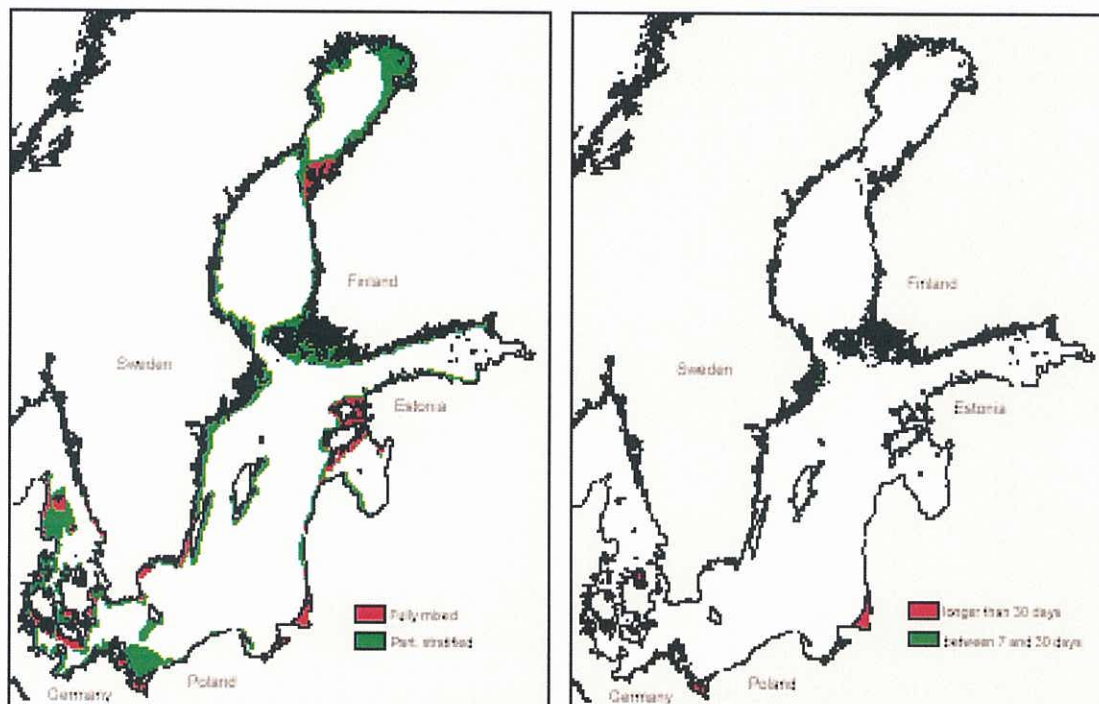 Finland
Sweden
Estonia
Fully mixed
Part. stratified
Poland
Germany
Finland
Sweden
Estonia
longer than 30 days
between 7 and 30 days
Poland
Germany